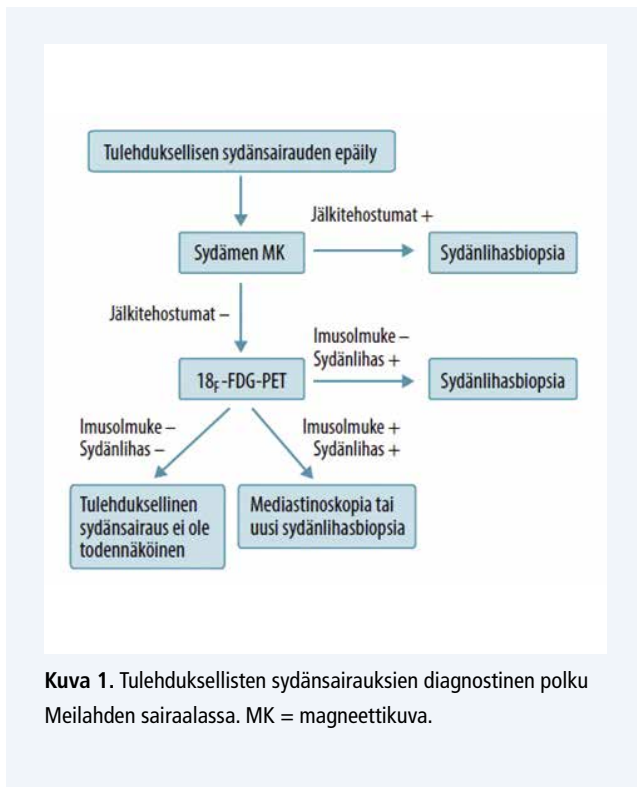 Tulehduksellisen sydänsairauden epäily
Jälkitehostumat +
Sydämen MK
Sydänlihasbiopsia
Jälkitehostumat –
Imusolmuke –
Sydänlihas +
18F-FDG-PET
Sydänlihasbiopsia
Imusolmuke –
Sydänlihas –
Imusolmuke +
Sydänlihas +
Tulehduksellinen
sydänsairaus ei ole
todennäköinen
Mediastinoskopia tai
uusi sydänlihasbiopsia
Kuva 1. Tulehduksellisten sydänsairauksien diagnostinen polku
Meilahden sairaalassa. MK = magneettikuva.